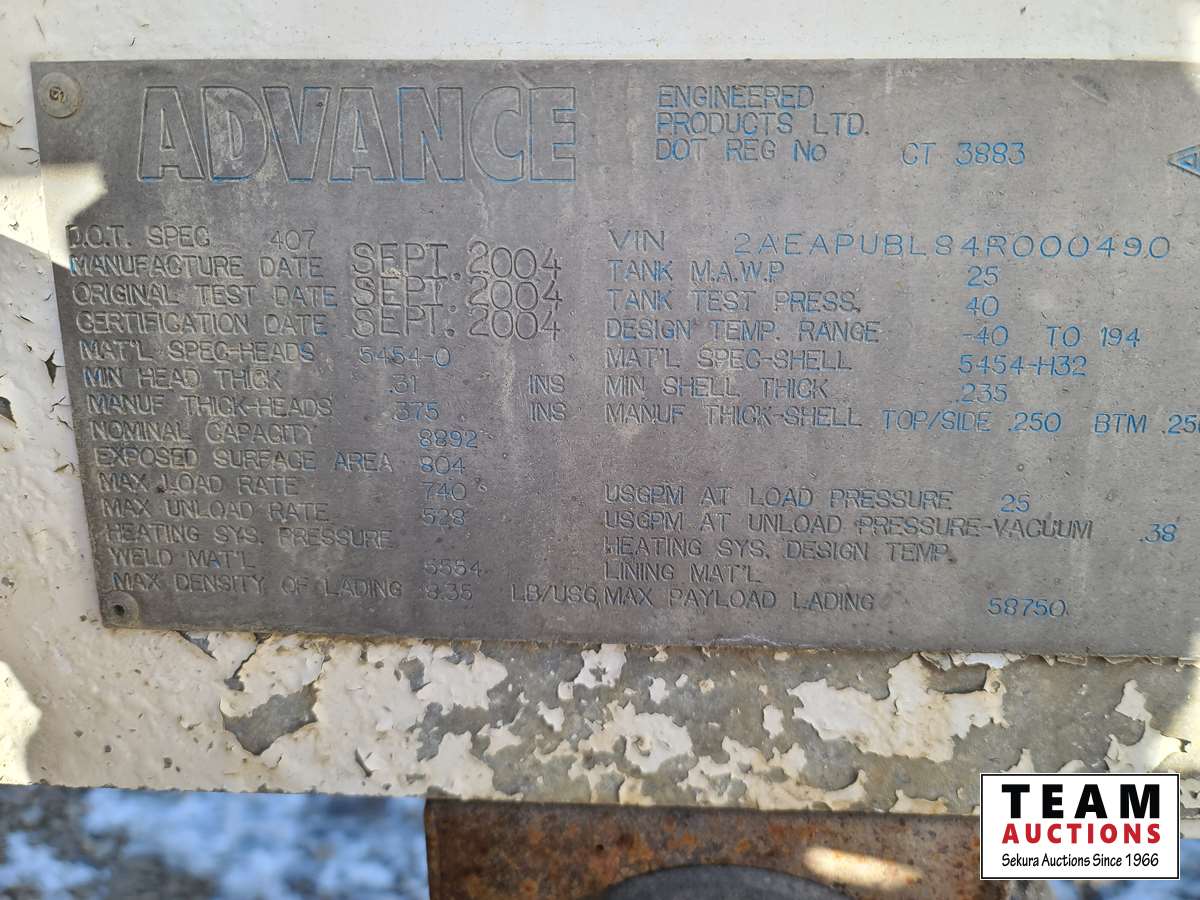 ADVANCE
ENGINEERED
PRODUCTS LTD.
DOT REG No CT 3883
D.O.T. SPEC 407
MANUFACTURE DATE SEPT. 2004
ORIGINAL TEST DATE SEPT. 2004
CERTIFICATION DATE SEPT. 2004
MAT'L SPEC-HEADS 5454-0
MIN HEAD THICK .31 INS
MANUF THICK-HEADS .375 INS
NOMINAL CAPACITY 8892
EXPOSED SURFACE AREA 804
MAX LOAD RATE 740
MAX UNLOAD RATE 528
HEATING SYS. PRESSURE
WELD MAT'L 5554
MAX DENSITY OF LADING 8.35 LB/USG,
VIN 2AEAPUBL84R000490
TANK M.A.W.P 25
TANK TEST PRESS, 40
DESIGN TEMP. RANGE -40 TO 194
MAT'L SPEC-SHELL 5454-H32
MIN SHELL THICK .235
MANUF THICK-SHELL TOP/SIDE .250 BTM
USGPM AT LOAD PRESSURE 25
USGPM AT UNLOAD PRESSURE-VACUUM .38
HEATING SYS. DESIGN TEMP.
LINING MAT'L
MAX PAYLOAD LADING 58750
TEAM
AUCTIONS
Sekura Auctions Since 1966